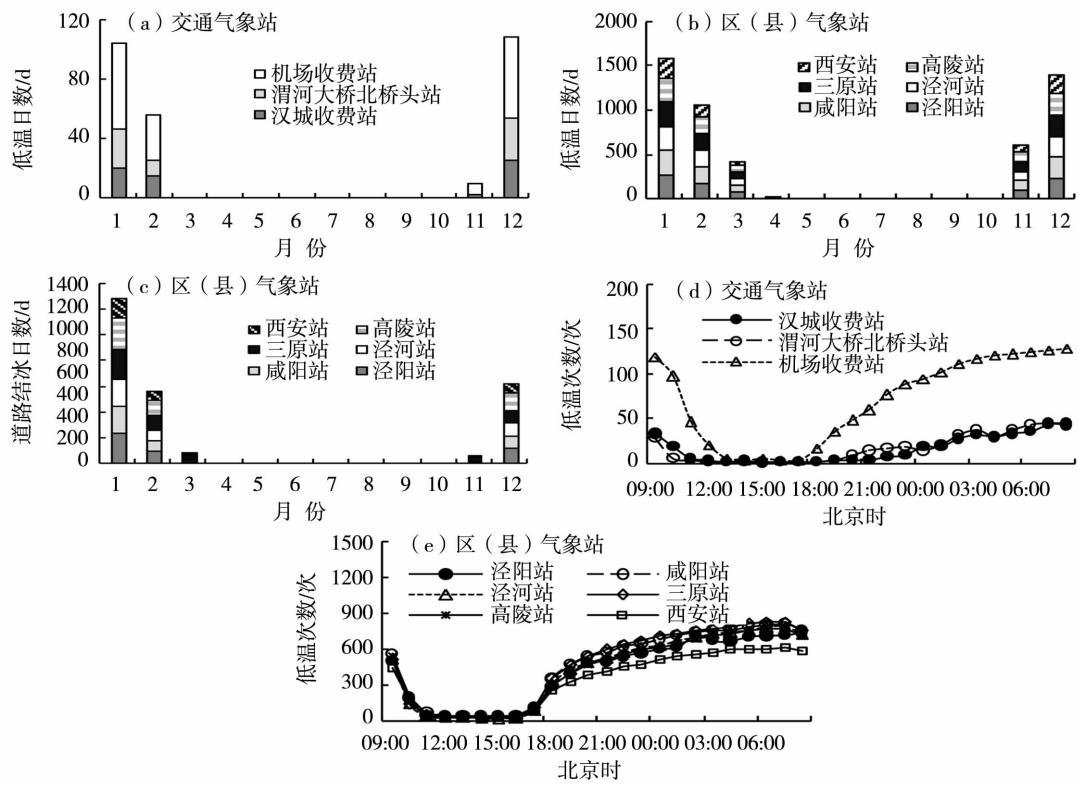 (a) 交通气象站
低温日数/d
120
80
40
0
机场收费站
渭河大桥北桥头站
汉城收费站
1 2 3 4 5 6 7 8 9 10 11 12
月 份
(b) 区(县)气象站
低温日数/d
2000
1500
1000
500
0
西安站 高陵站
三原站 泾河站
咸阳站 泾阳站
1 2 3 4 5 6 7 8 9 10 11 12
月 份
(c) 区(县)气象站
道路结冰日数/d
1400
1200
1000
800
600
400
200
0
西安站 高陵站
三原站 泾河站
咸阳站 泾阳站
1 2 3 4 5 6 7 8 9 10 11 12
月 份
(d) 交通气象站
低温次数/次
200
150
100
50
0
汉城收费站
渭河大桥北桥头站
机场收费站
09:00 12:00 15:00 18:00 21:00 00:00 03:00 06:00
北京时
(e) 区(县)气象站
低温次数/次
1500
1200
900
600
300
0
泾阳站 咸阳站
泾河站 三原站
高陵站 西安站
09:00 12:00 15:00 18:00 21:00 00:00 03:00 06:00
北京时